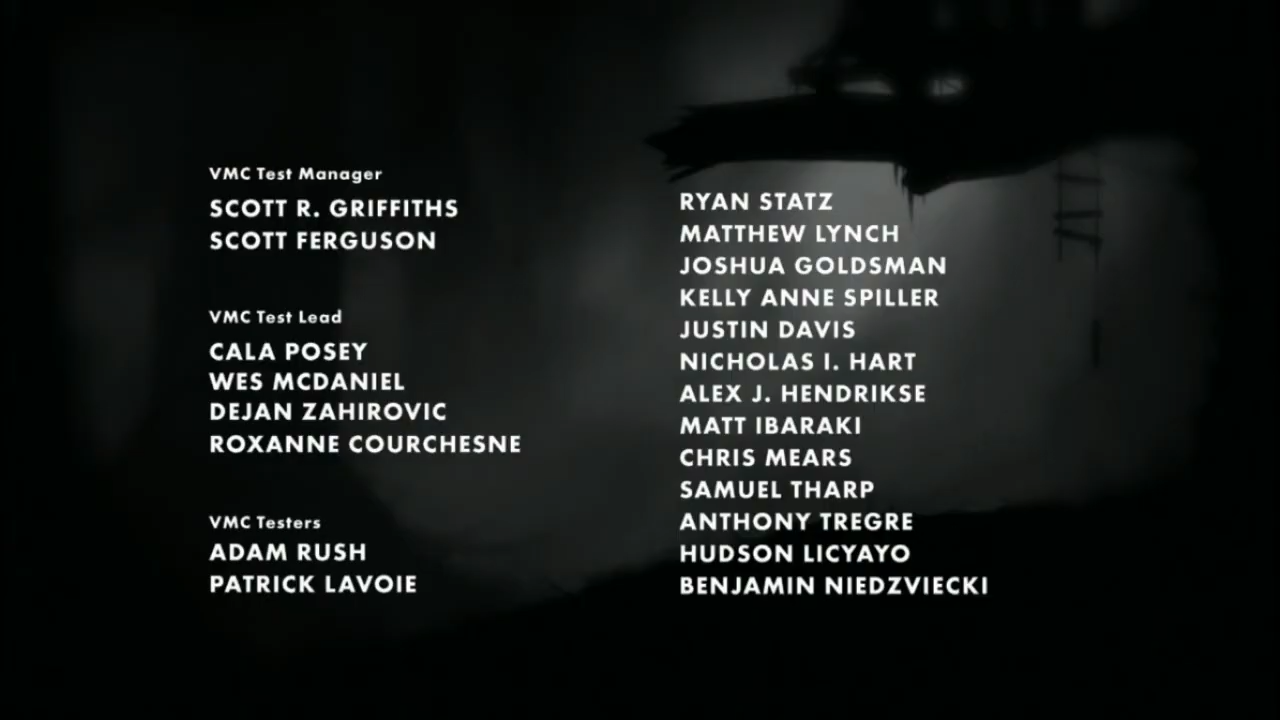 VMC Test Manager
SCOTT R. GRIFFITHS
SCOTT FERGUSON
VMC Test Lead
CALA POSEY
WES MCDANIEL
DEJAN ZAHIROVIC
ROXANNE COURCHESNE
VMC Testers
ADAM RUSH
PATRICK LAVOIE
RYAN STATZ
MATTHEW LYNCH
JOSHUA GOLDSMAN
KELLY ANNE SPILLER
JUSTIN DAVIS
NICHOLAS I. HART
ALEX J. HENDRIKSE
MATT IBARAKI
CHRIS MEARS
SAMUEL THARP
ANTHONY TREGRE
HUDSON LICYAYO
BENJAMIN NIEDZVIECKI